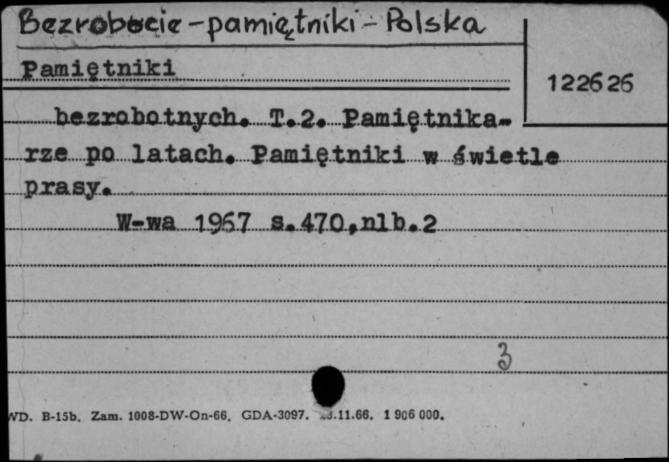 Bezrobocie - pamiętniki - Polska
Pamiętniki
122626
bezrobotnych. T.2. Pamiętnika-
rze po latach. Pamiętniki w świetle
prasy.
W-wa 1967 s.470,nlb.2
3
WD. B-15b. Zam. 1008-DW-On-66. GDA-3097. .11.66. 1 906 000.